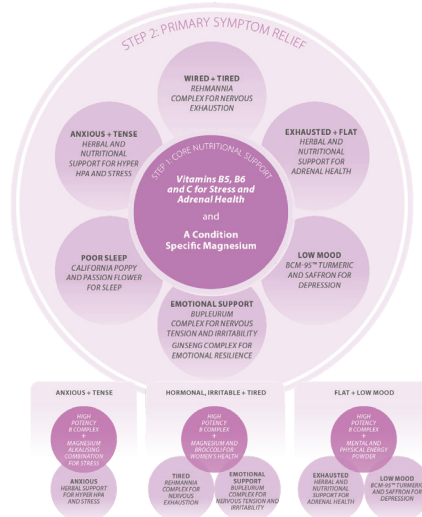 STEP 2: PRIMARY SYMPTOM RELIEF
WIRED + TIRED
REHMANNIA
COMPLEX FOR NERVOUS
EXHAUSTION
ANXIOUS + TENSE
HERBAL AND
NUTRITIONAL
SUPPORT FOR HYPER
HPA AND STRESS
EXHAUSTED + FLAT
HERBAL AND
NUTRITIONAL
SUPPORT FOR
ADRENAL HEALTH
STEP 1: CORE NUTRITIONAL SUPPORT
Vitamins B5, B6
and C for Stress and
Adrenal Health
and
A Condition
Specific Magnesium
POOR SLEEP
CALIFORNIA POPPY
AND PASSION FLOWER
FOR SLEEP
LOW MOOD
BCM-95™ TURMERIC
AND SAFFRON FOR
DEPRESSION
EMOTIONAL SUPPORT
BUPLEURUM
COMPLEX FOR NERVOUS
TENSION AND IRRITABILITY
GINSENG COMPLEX FOR
EMOTIONAL RESILIENCE
ANXIOUS + TENSE
HIGH
POTENCY
B COMPLEX
+
MAGNESIUM
ALKALISING
COMBINATION
FOR STRESS
ANXIOUS
HERBAL SUPPORT
FOR HYPER HPA
AND STRESS
HORMONAL, IRRITABLE + TIRED
HIGH
POTENCY
B COMPLEX
+
MAGNESIUM AND
BROCCOLI FOR
WOMEN'S HEALTH
TIRED
REHMANNIA
COMPLEX FOR
NERVOUS
EXHAUSTION
EMOTIONAL
SUPPORT
BUPLEURUM
COMPLEX FOR
NERVOUS TENSION AND
IRRITABILITY
FLAT + LOW MOOD
HIGH
POTENCY
B COMPLEX
+
MENTAL AND
PHYSICAL ENERGY
POWDER
EXHAUSTED
HERBAL AND
NUTRITIONAL
SUPPORT FOR
ADRENAL HEALTH
LOW MOOD
BCM-95™ TURMERIC
AND SAFFRON FOR
DEPRESSION